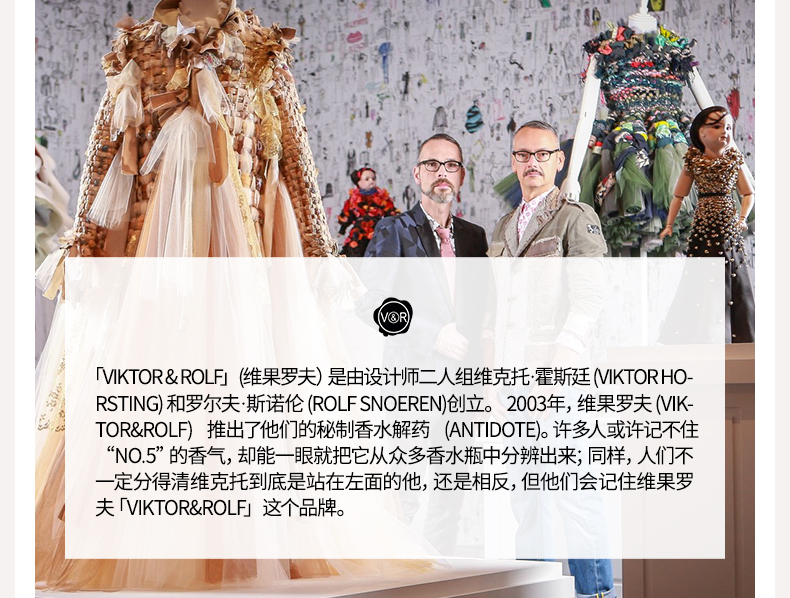 V&R
「VIKTOR & ROLF」(维果罗夫) 是由设计师二人组维克托·霍斯廷 (VIKTOR HO-
RSTING) 和罗尔夫·斯诺伦 (ROLF SNOEREN)创立。 2003年, 维果罗夫 (VIK-
TOR&ROLF) 推出了他们的秘制香水解药 (ANTIDOTE)。许多人或许记不住
“NO.5” 的香气, 却能一眼就把它从众多香水瓶中分辨出来; 同样, 人们不
一定分得清维克托到底是站在左面的他, 还是相反, 但他们会记住维果罗
夫「VIKTOR&ROLF」这个品牌。